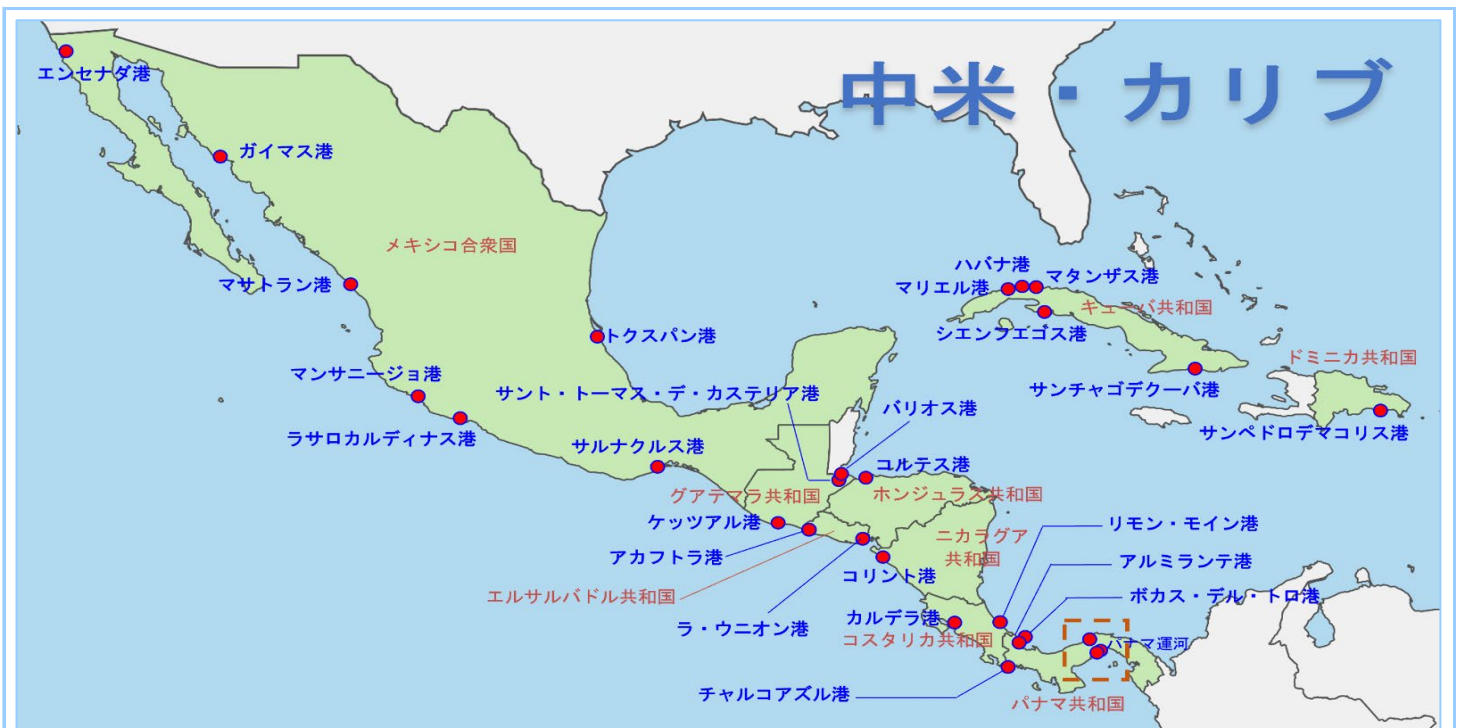 中米・カリブ
エンセナダ港
ガイマス港
メキシコ合衆国
マサトラン港
ハバナ港
マタンザス港
マリエル港
キューバ共和国
シエンフエゴス港
トクスパン港
ドミニカ共和国
マンサニージョ港
サント・トーマス・デ・カステリア港
サンチャゴデクーバ港
バリオス港
ラサロカルディナス港
サンペドロデマコリス港
サルナクルス港
コルテス港
グアテマラ共和国
ホンジュラス共和国
ケッツアル港
リモン・モイン港
ニカラグア
共和国
アカフトラ港
アルミランテ港
コリント港
エルサルバドル共和国
ボカス・デル・トロ港
カルデラ港
ラ・ウニオン港
コスタリカ共和国
パナマ運河
チャルコアズル港
パナマ共和国